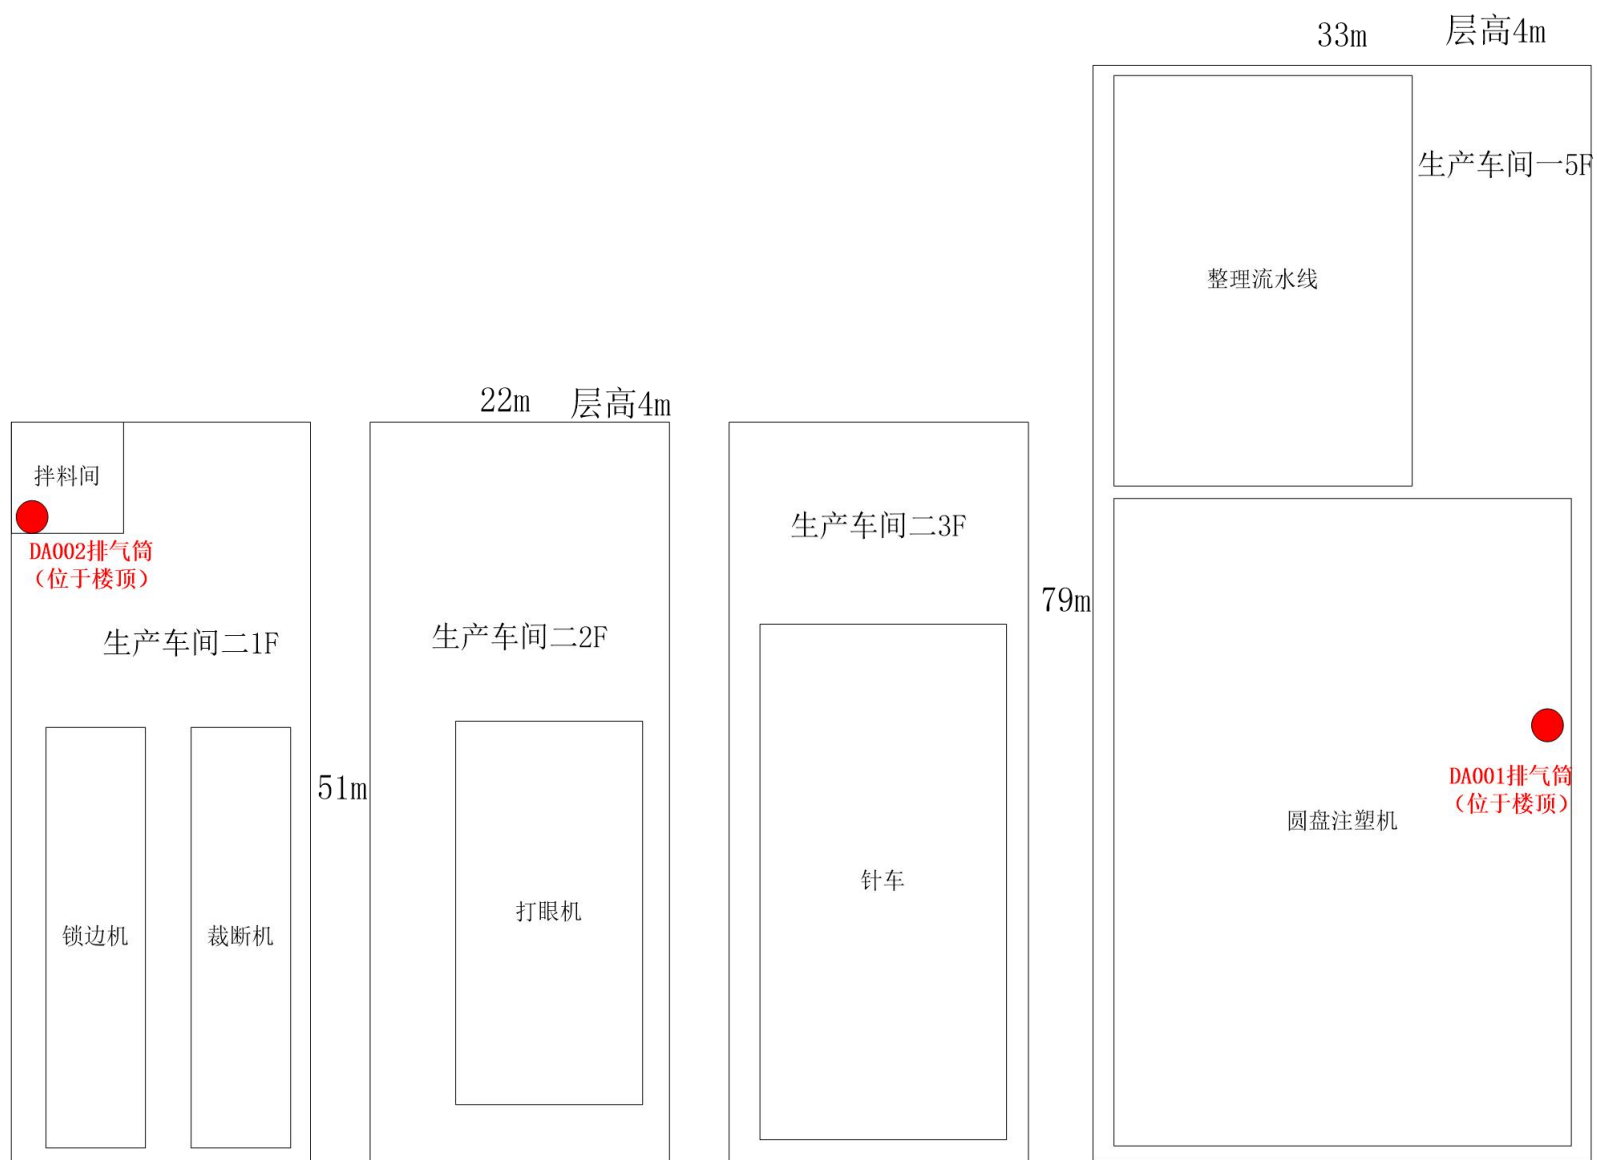 33m
层高4m
生产车间一5F
整理流水线
22m
层高4m
拌料间
DA002排气筒
（位于楼顶）
生产车间二1F
生产车间二2F
生产车间二3F
79m
51m
DA001排气筒
（位于楼顶）
圆盘注塑机
针车
打眼机
锁边机
裁断机